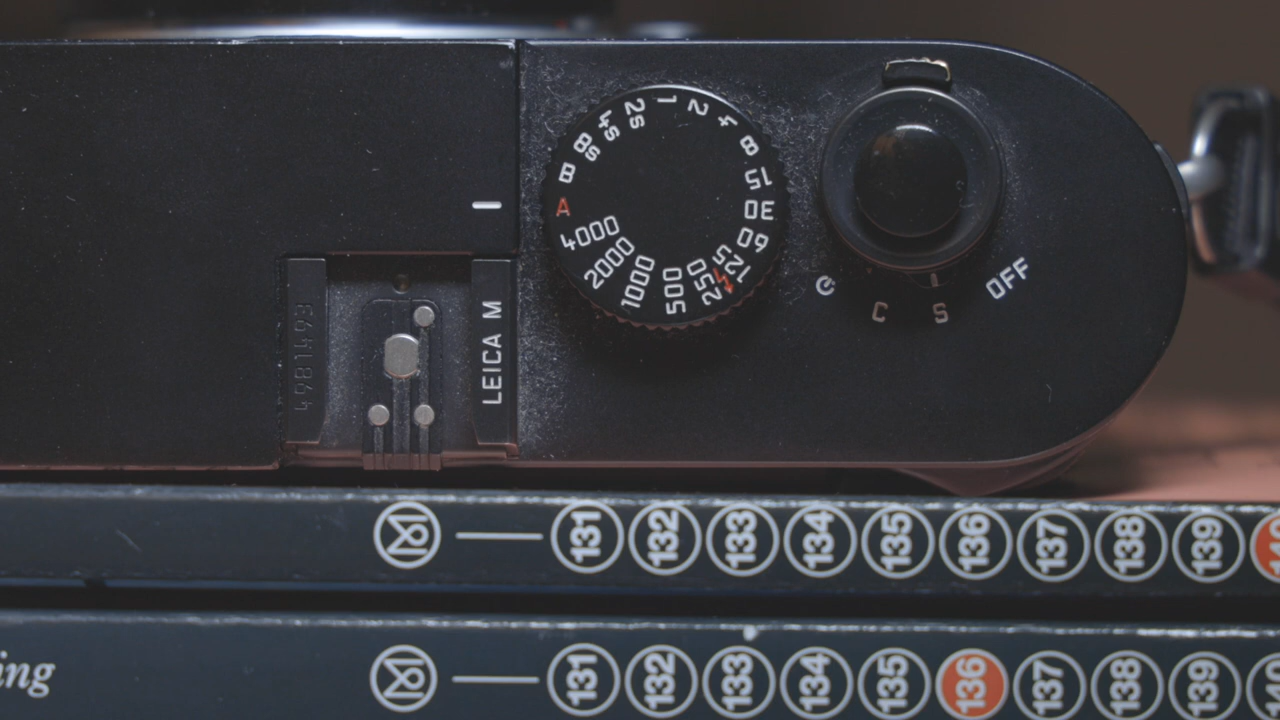 B
8s
4s
2s
1
2
4
8
15
30
60
125
250
500
1000
2000
4000
A
C
S
OFF
4981493
LEICA M
131 132 133 134 135 136 137 138 139 140
ing
131 132 133 134 135 136 137 138 139 140